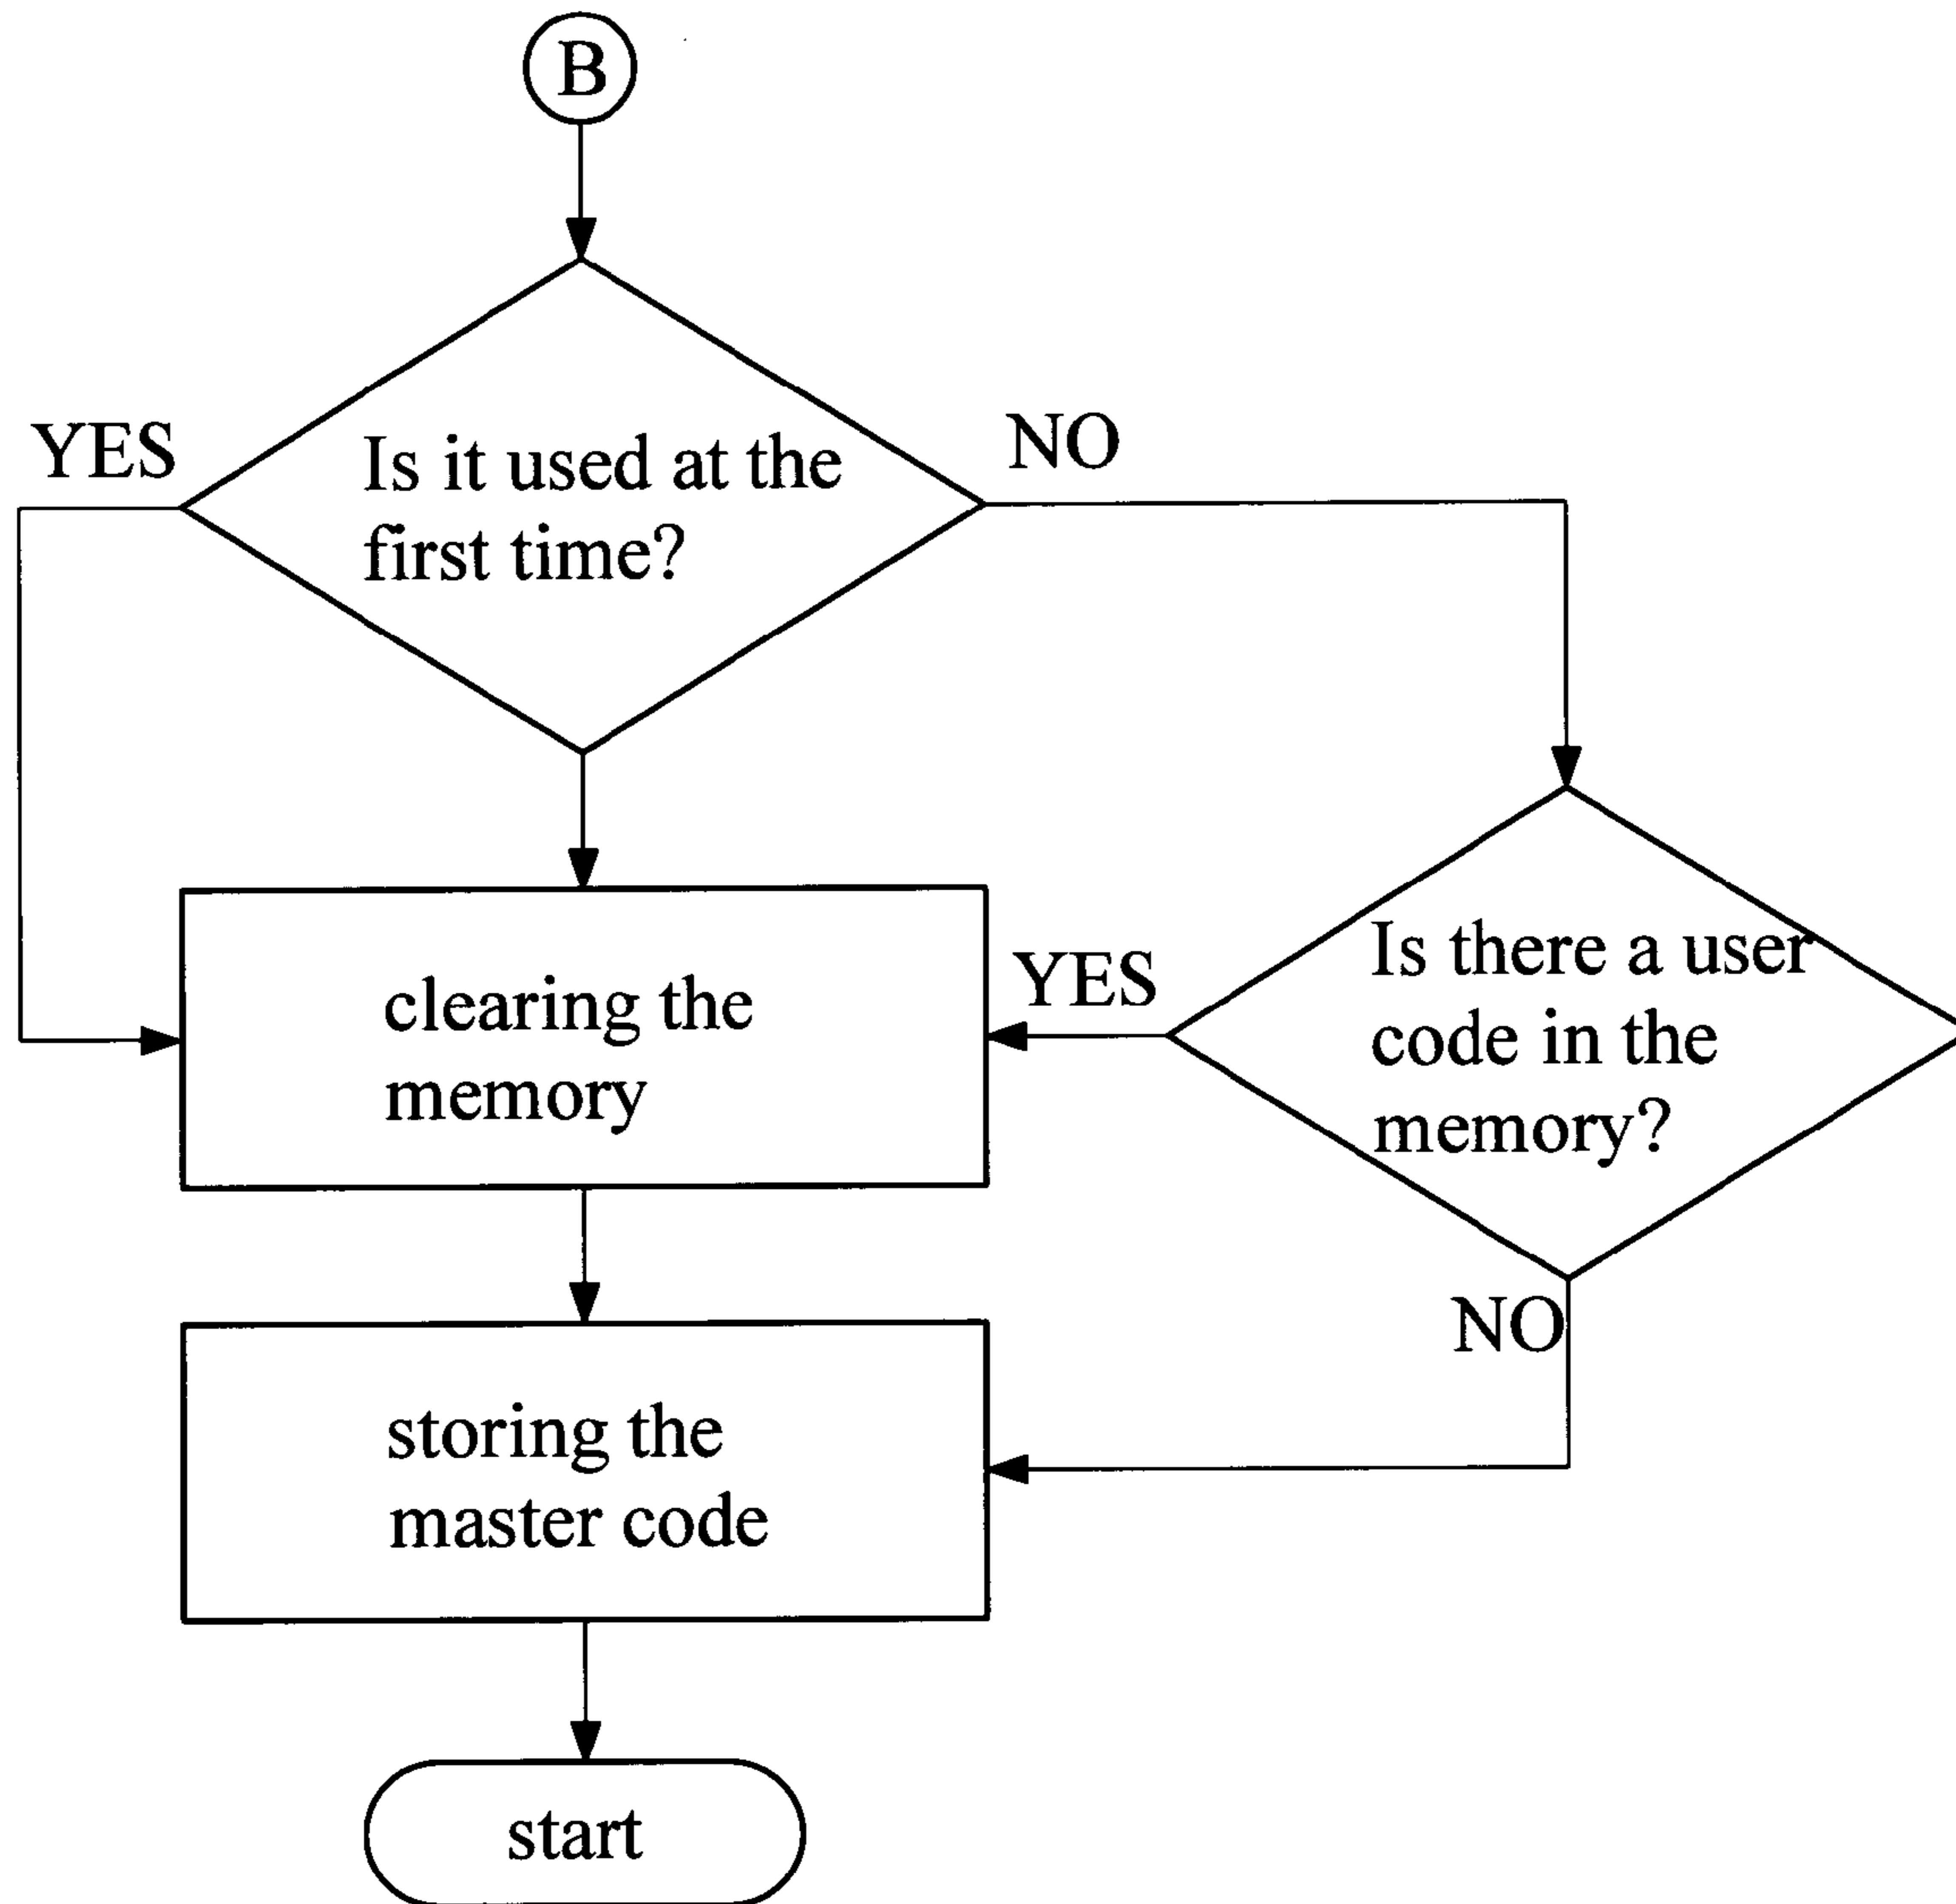 B
YES
Is it used at the
first time?
NO
clearing the
memory
YES
Is there a user
code in the
memory?
NO
storing the
master code
start